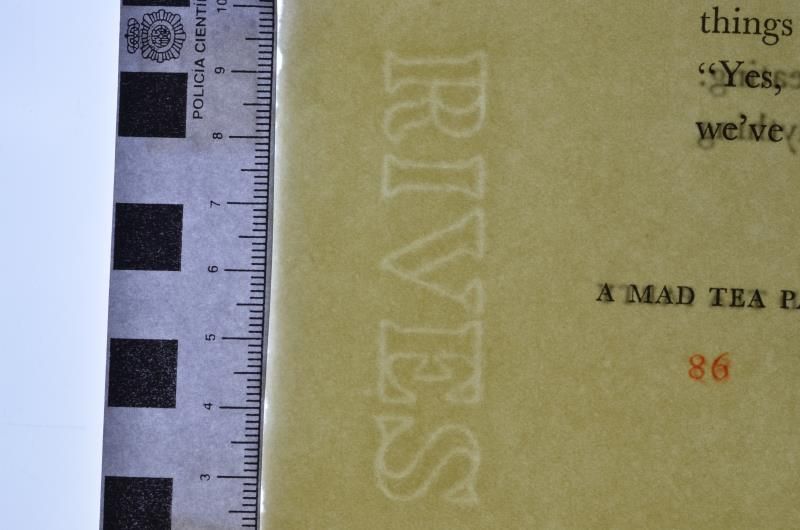 things
“Yes,
we’ve
A MAD TEA
86
RIVES
POLICÍA CIENTÍ
10
9
8
7
6
5
4
3